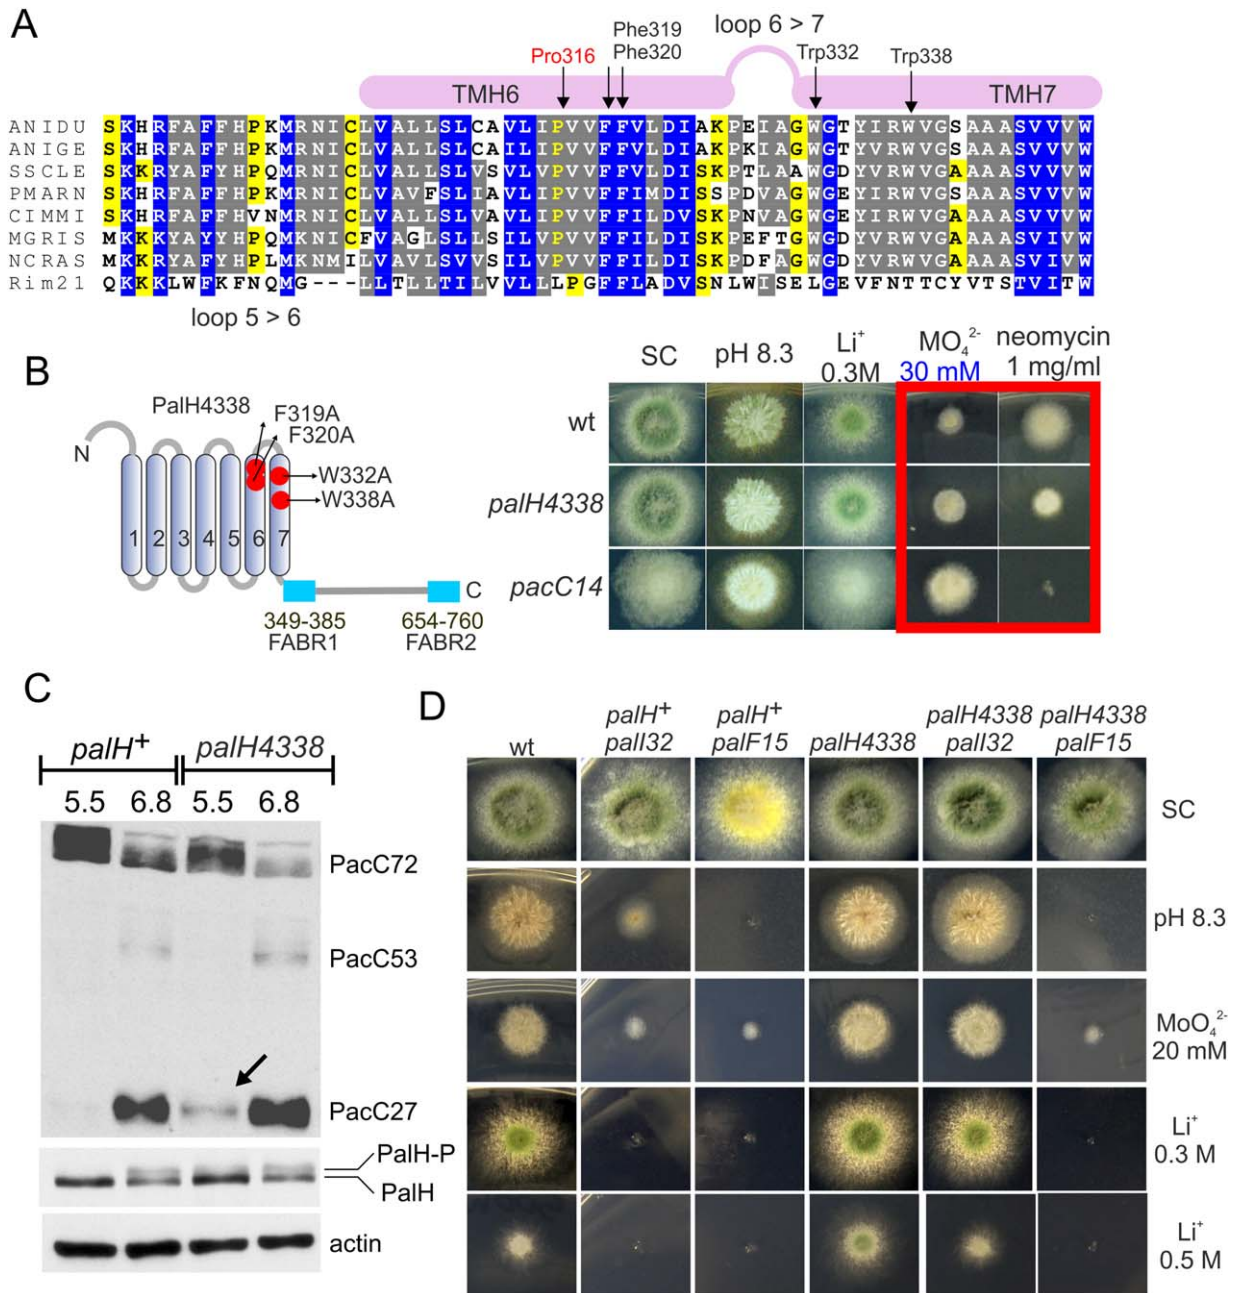 A
loop 6 > 7
Phe319
Pro316 Phe320 Trp332 Trp338
TMH6 TMH7
ANIDU SKHRFAFFHPKMRNICLVALLSLCAVLIPVVFFVLDIAKPEIAGWGTYIRWVGSAAASVVVW
ANIGE SKHRFAFFHPKMRNICLVALLSLCAILIPVVFFVLDIAKPKIAGWGTYIRWVGSAAASVVVW
SSCLE SKKRYAFYHPQMRNICLVALLSLVSVLVPVVFFILDISKPTLAAWGEYIRWVGAAAASVVVW
PMARN SKHRFAFFHPKMRNICLVAVFSLIAVLIPVVFFIMDISSPDVAGWGEYIRWVGSAAASVVVW
CIMMI SKHRFAFFHVNMRNICLVALLSLVAVLIPVVFFILDVSKPNVAGWGEYIRWVGAAAASVVVW
MGRIS MKKKYAYYHPQMKNICFVAGLSLLSILVPVVFFILDISKPEFTGWGDYVRWVGAAAASVIVW
NCRAS MKKRYAFYHPLMKNMILVAVLSVVSVLVPVVFFILDISKPDFAGWGDYVRWVGAAAASVVVW
Rim21 QKKKLWFKFNQMG---LLTLLTILVLLLPGFFLADVSNLWISELGEVFNTTCYVTSTVITW
loop 5 > 6
B
PalH4338
F319A
F320A
N
W332A
W338A
1 2 3 4 5 6 7
C
349-385 654-760
FABR1 FABR2
SC pH 8.3 Li⁺ MO₄²⁻ neomycin
0.3M 30 mM 1 mg/ml
wt
palH4338
pacC14
C
palH⁺ palH4338
5.5 6.8 5.5 6.8
PacC72
PacC53
PacC27
PalH-P
PalH
actin
D
palH⁺ palH⁺ palH4338 palH4338
wt palI32 palF15 palH4338 palI32 palF15
SC
pH 8.3
MoO₄²⁻
20 mM
Li⁺
0.3 M
Li⁺
0.5 M